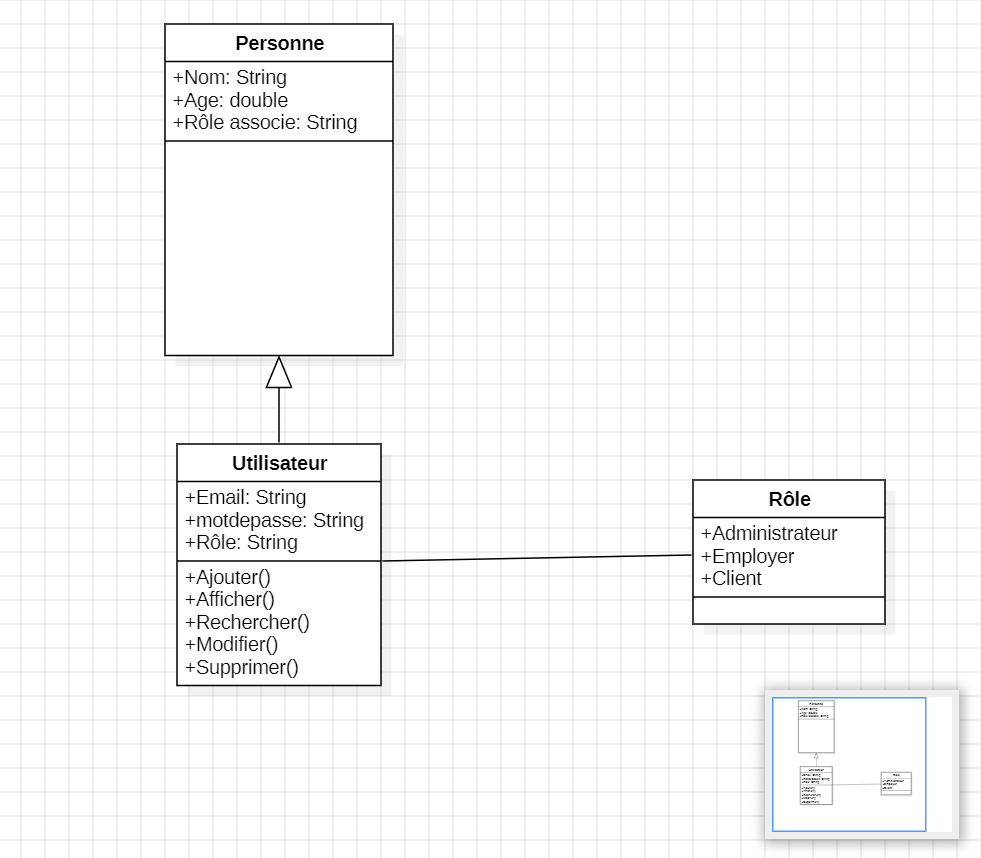 Personne
+Nom: String
+Age: double
+Rôle associe: String
Utilisateur
+Email: String
+motdepasse: String
+Rôle: String
+Ajouter()
+Afficher()
+Rechercher()
+Modifier()
+Supprimer()
Rôle
+Administrateur
+Employer
+Client